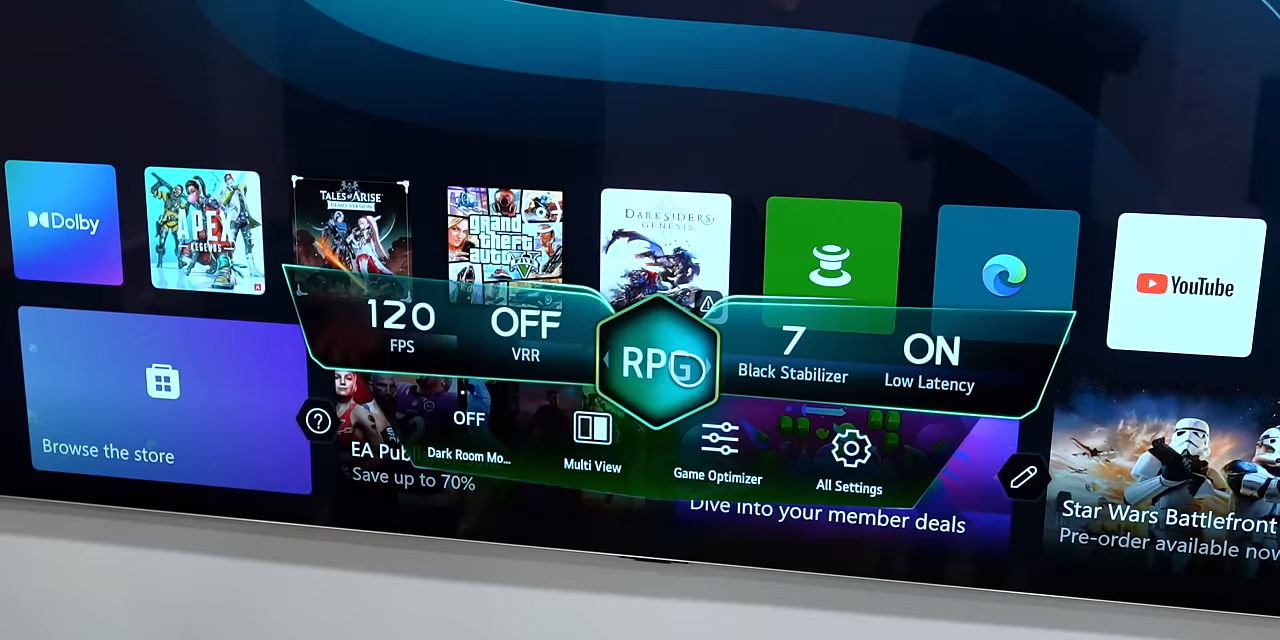 Dolby
APEX
LEGENDS
TALES of ARISE
DEMO VERSION
grand
theft
auto V
DARKSIDERS
GENESIS
YouTube
120
FPS
OFF
VRR
RPG
7
Black Stabilizer
ON
Low Latency
?
OFF
Dark Room Mo...
Multi View
Game Optimizer
All Settings
Browse the store
EA Pub
Save up to 70%
Dive into your member deals
Star Wars Battlefront
Pre-order available now